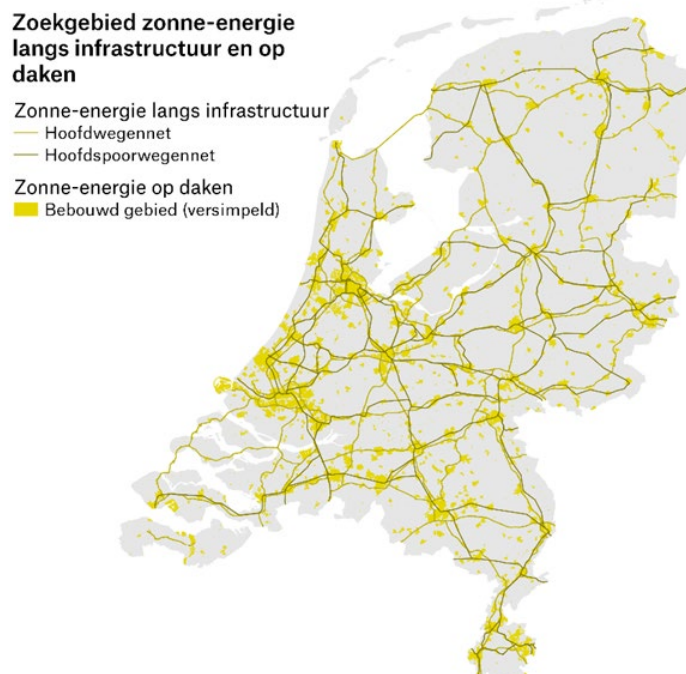 Zoekgebied zonne-energie
langs infrastructuur en op
daken
Zonne-energie langs infrastructuur
Hoofdwegennet
Hoofdspoorwegennet
Zonne-energie op daken
Bebouwd gebied (versimpeld)